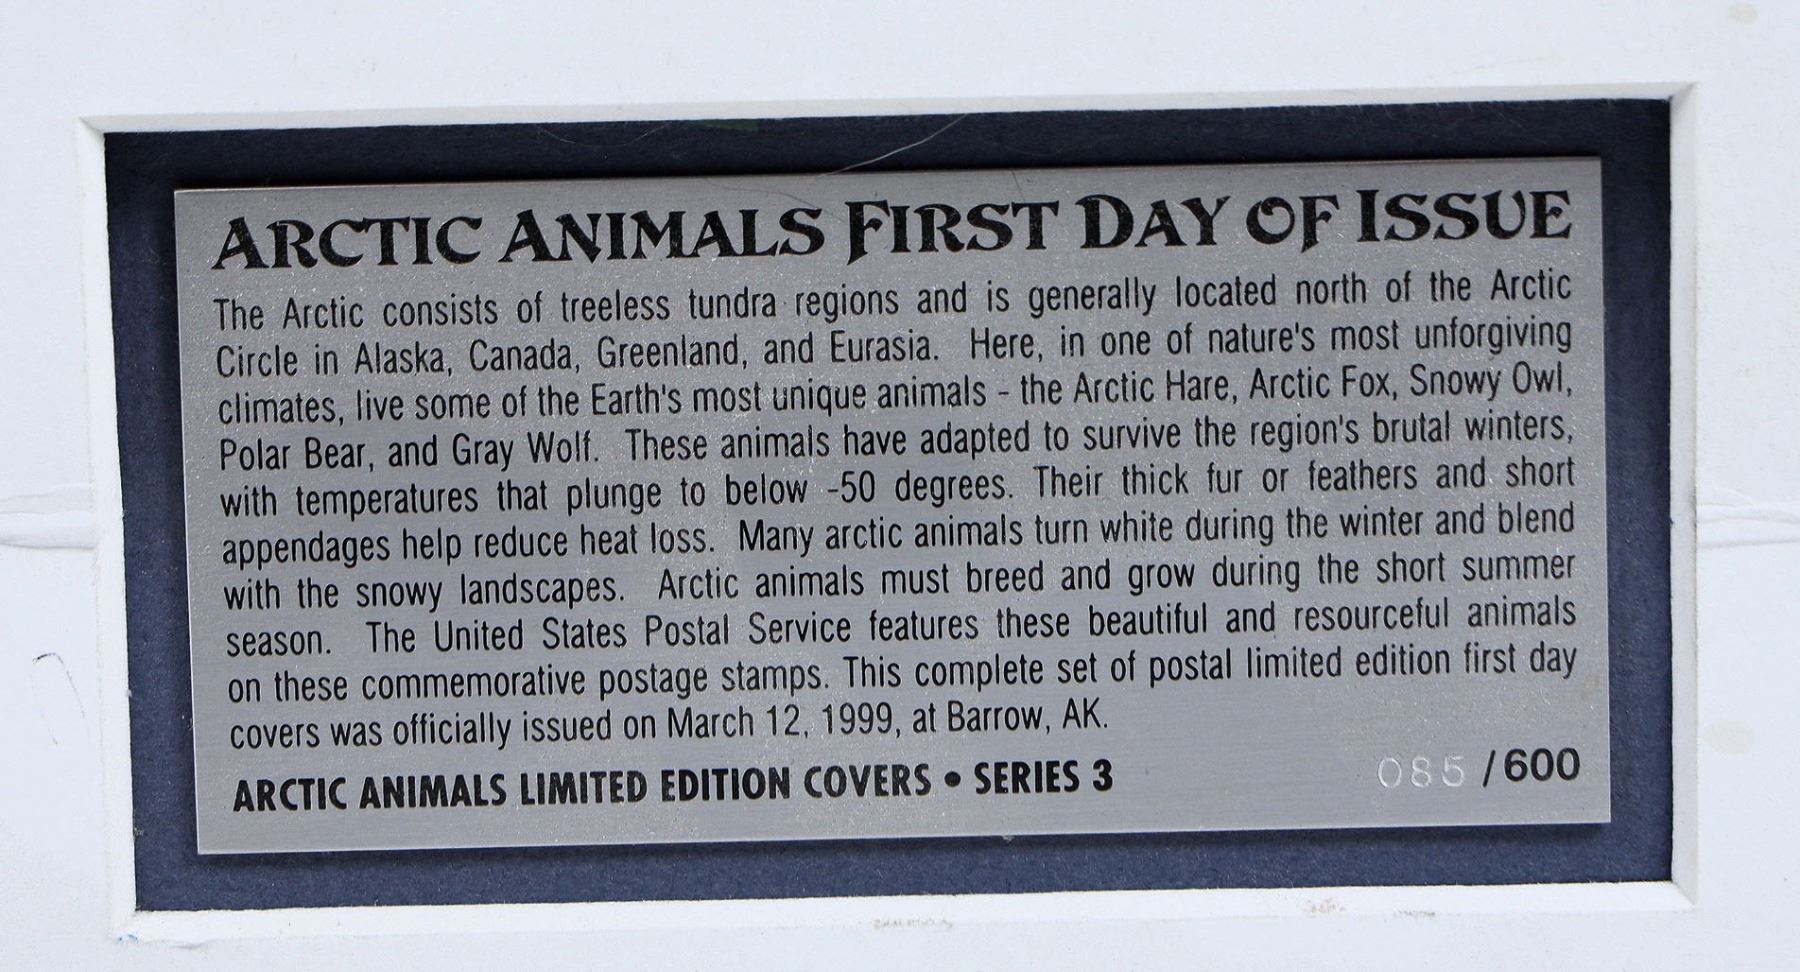 ARCTIC ANIMALS FIRST DAY OF ISSUE
The Arctic consists of treeless tundra regions and is generally located north of the Arctic
Circle in Alaska, Canada, Greenland, and Eurasia. Here, in one of nature's most unforgiving
climates, live some of the Earth's most unique animals - the Arctic Hare, Arctic Fox, Snowy Owl,
Polar Bear, and Gray Wolf. These animals have adapted to survive the region's brutal winters,
with temperatures that plunge to below -50 degrees. Their thick fur or feathers and short
appendages help reduce heat loss. Many arctic animals turn white during the winter and blend
with the snowy landscapes. Arctic animals must breed and grow during the short summer
season. The United States Postal Service features these beautiful and resourceful animals
on these commemorative postage stamps. This complete set of postal limited edition first day
covers was officially issued on March 12, 1999, at Barrow, AK.
ARCTIC ANIMALS LIMITED EDITION COVERS • SERIES 3 085 /600